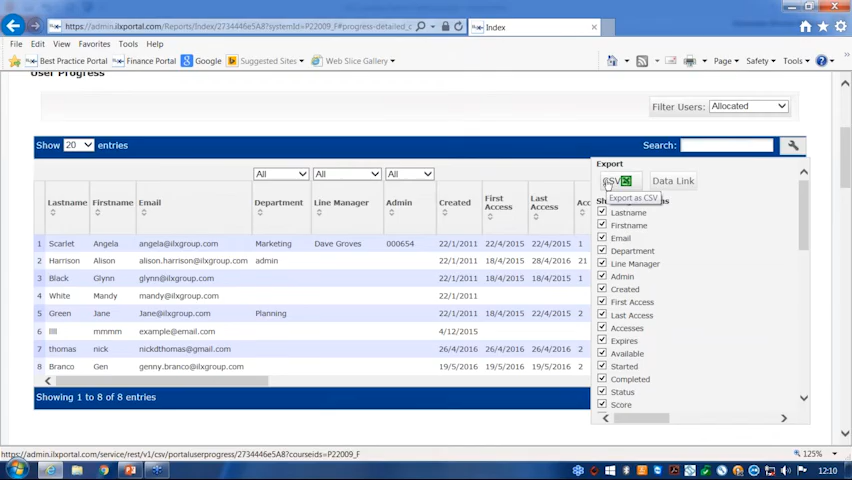 https://admin.ilxportal.com/Reports/Index/2734446e5A8?systemId=P22009_F#progress-detailed_c
Index
File Edit View Favorites Tools Help
Best Practice Portal Finance Portal Google Suggested Sites Web Slice Gallery
Page Safety Tools
User Progress
Filter Users: Allocated
Show 20 entries Search:
Export
All All All
CSV Data Link
Export as CSV
Lastname Firstname Email Department Line Manager Admin Created First Access Last Access Acc
1 Scarlet Angela angela@ilxgroup.com Marketing Dave Groves 000654 22/1/2011 22/4/2015 22/4/2015 1
2 Harrison Alison alison.harrison@ilxgroup.com admin 22/1/2011 18/4/2015 28/4/2016 21
3 Black Glynn glynn@ilxgroup.com 22/1/2011 18/4/2015 18/4/2015 1
4 White Mandy mandy@ilxgroup.com 22/1/2011
5 Green Jane jane@ilxgroup.com Planning 22/1/2011 18/4/2015 22/4/2015 2
6 llll mmmm example@email.com 4/12/2015
7 thomas nick nickdthomas@gmail.com 26/4/2016 26/4/2016 26/4/2016 2
8 Branco Gen genny.branco@ilxgroup.com 19/5/2016 19/5/2016 19/5/2016 2
Lastname
Firstname
Email
Department
Line Manager
Admin
Created
First Access
Last Access
Accesses
Expires
Available
Started
Completed
Status
Score
Showing 1 to 8 of 8 entries
https://admin.ilxportal.com/service/rest/v1/csv/portaluserprogress/2734446e5A8?courseids=P22009_F
125%
12:10